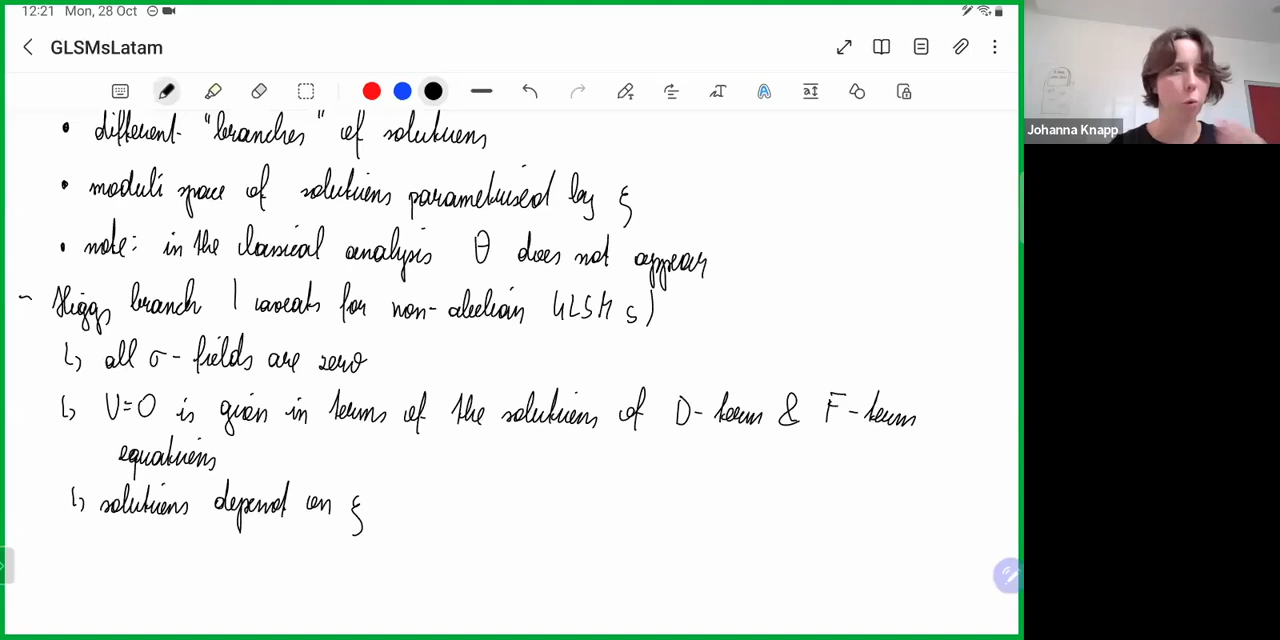 12:21 Mon, 28 Oct
GLSMsLatam
• different "branches" of solutions
• moduli space of solutions parametrised by ξ
• note: in the classical analysis θ does not appear
- Higgs branch (caveats for non-abelian GLSMs)
↳ all σ-fields are zero
↳ U=0 is given in terms of the solutions of D-term & F-term
equations
↳ solutions depend on ξ
Johanna Knapp